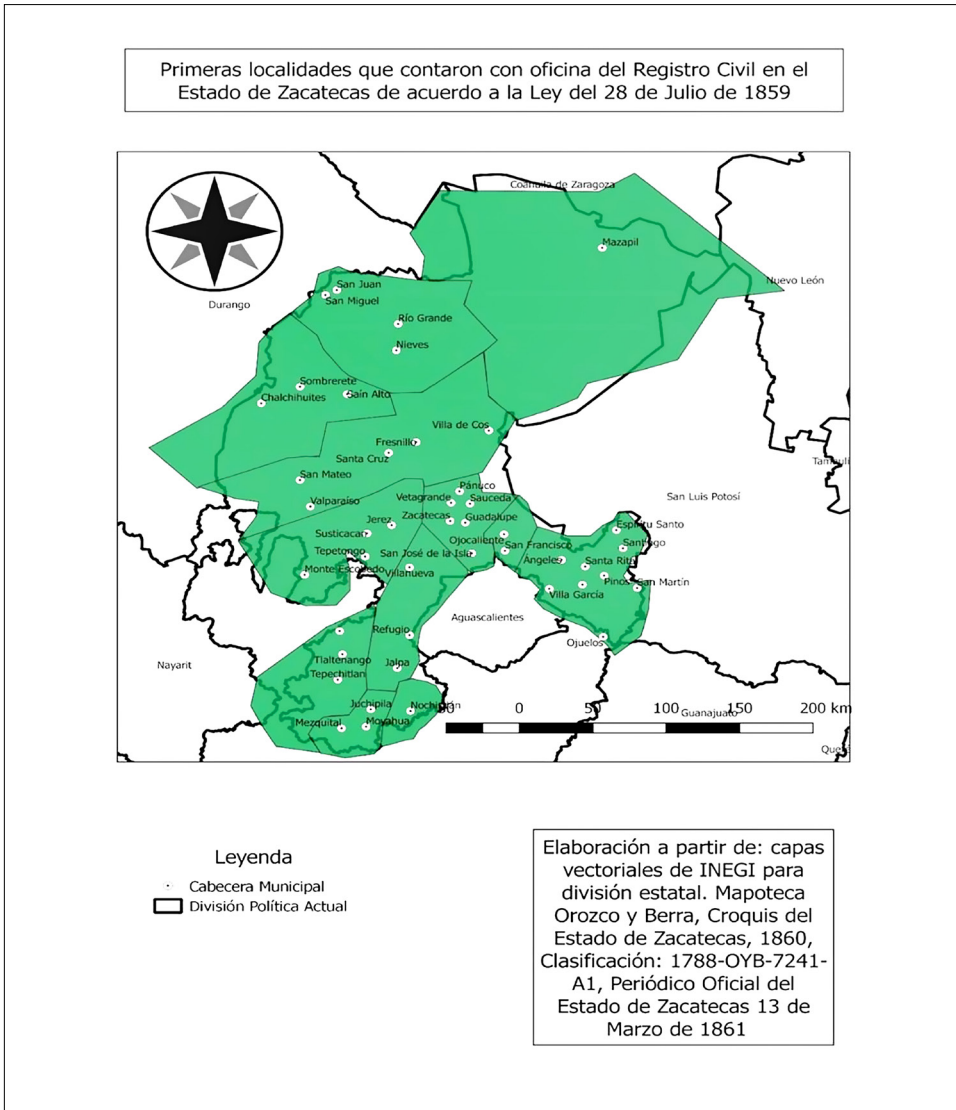 Primeras localidades que contaron con oficina del Registro Civil en el
Estado de Zacatecas de acuerdo a la Ley del 28 de Julio de 1859
Coahuila de Zaragoza
Mazapil
Nuevo León
San Juan
San Miguel
Durango
Río Grande
Nieves
Sombrerete
Saín Alto
Chalchihuites
Villa de Cos
Fresnillo
Santa Cruz
San Mateo
Valparaíso
Pánuco
Vetagrande
Sauceda
San Luis Potosí
Zacatecas
Guadalupe
Jerez
Espíritu Santo
Susticacan
Ojocaliente
San Francisco
Santiago
Tepetongo
San José de la Isla
Ángeles
Santa Rita
Monte Escobedo
Villanueva
Pinos
San Martín
Villa García
Aguascalientes
Refugio
Ojuelos
Nayarit
Tlaltenango
Jalpa
Tepechitlan
Juchipila
Mezquital
Moyahua
0
50
100
150
200 km
Guanajuato
Leyenda
Cabecera Municipal
División Política Actual
Elaboración a partir de: capas
vectoriales de INEGI para
división estatal. Mapoteca
Orozco y Berra, Croquis del
Estado de Zacatecas, 1860,
Clasificación: 1788-OYB-7241-
A1, Periódico Oficial del
Estado de Zacatecas 13 de
Marzo de 1861